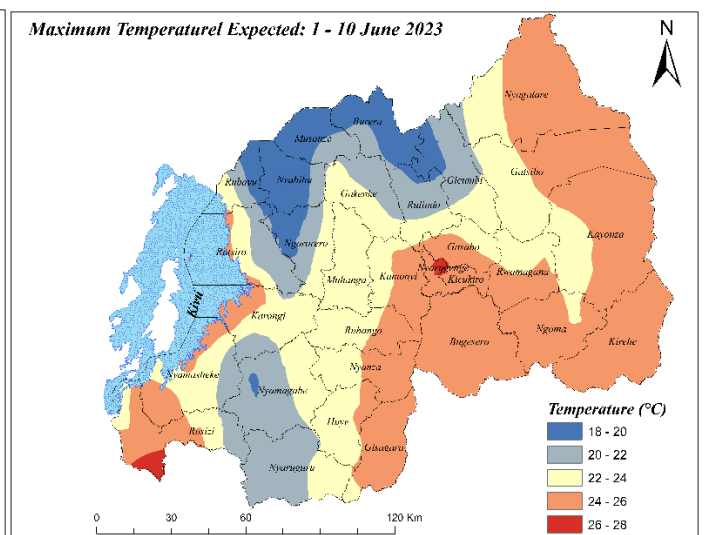 Maximum Temperaturel Expected: 1 - 10 June 2023
N
Nyagatare
Burera
Musanze
Rubavu
Nyabihu
Gicumbi
Gatsibo
Gakenke
Rulindo
Ngororero
Rutsiro
Gasabo
Kayonza
Muhanga
Kamonyi
Nyarugenge
Kicukiro
Rwamagana
Kivu
Karongi
Ruhango
Bugesero
Ngoma
Kirehe
Nyamasheke
Nyanza
Nyamagabe
Huye
Rusizi
Gisagara
Nyaruguru
Temperature (°C)
18 - 20
20 - 22
22 - 24
24 - 26
26 - 28
0 30 60 120 Km